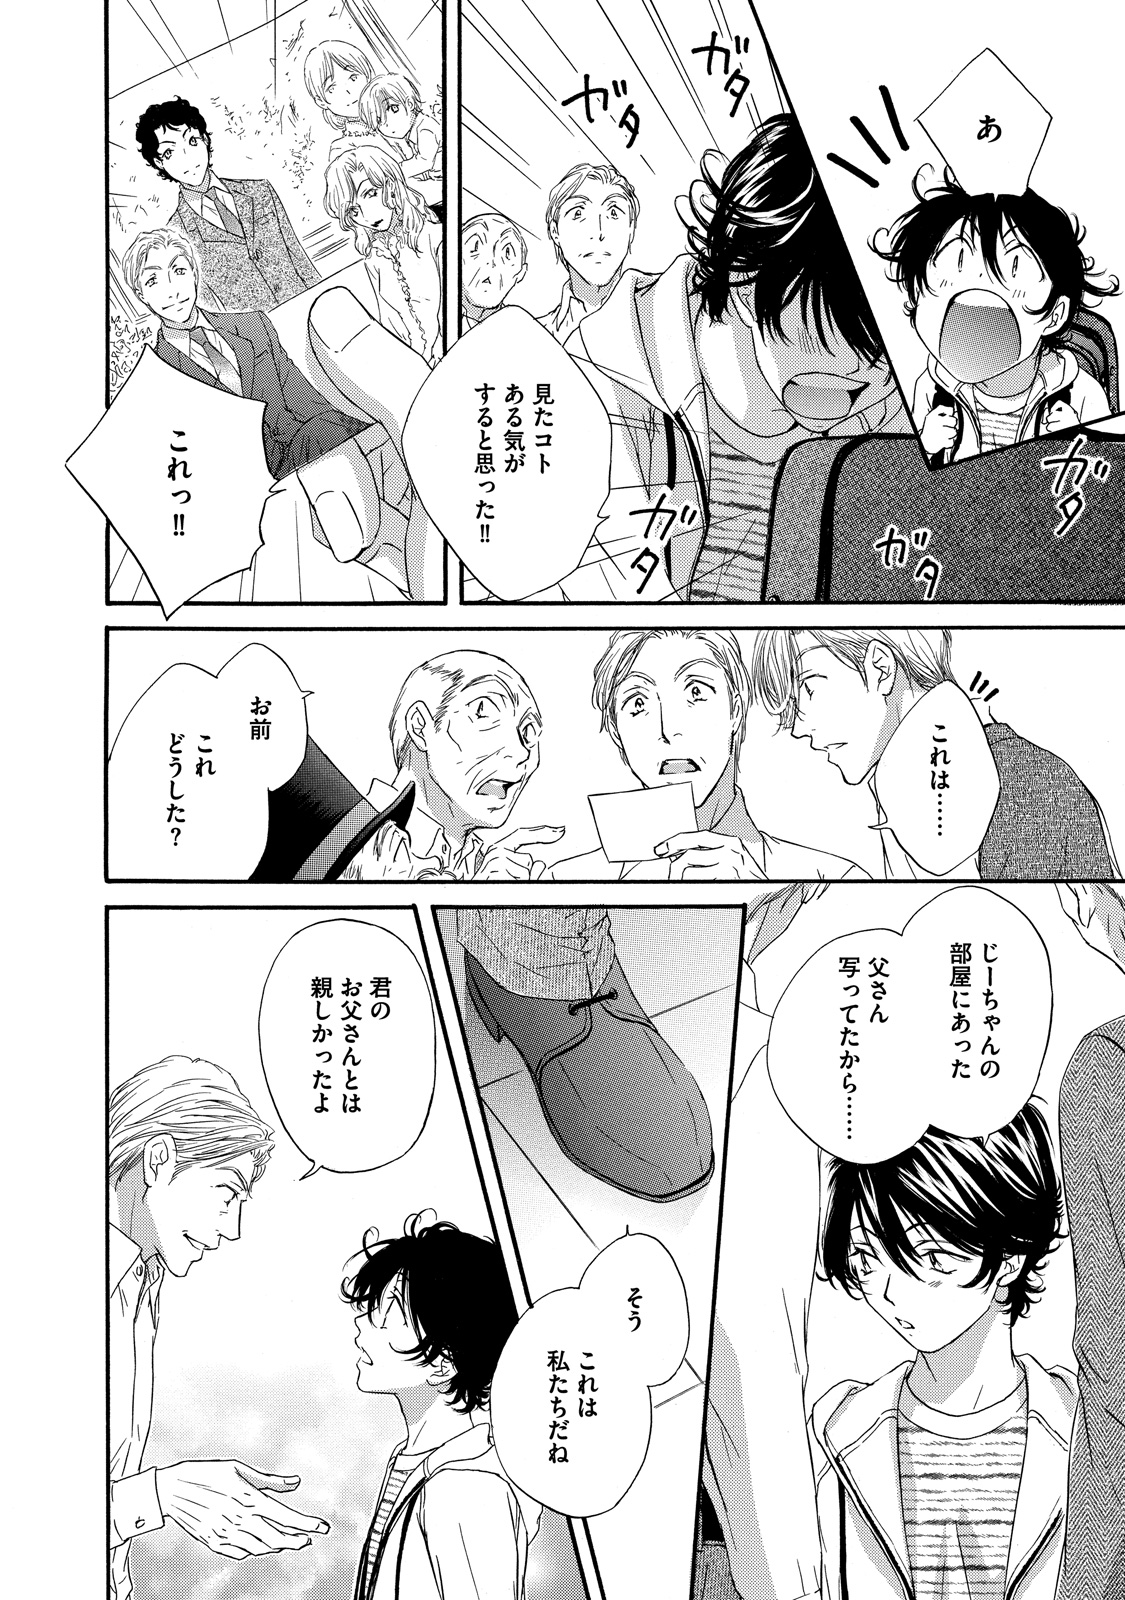 あ
ガタ
ガタ
ガタ
ガタ
ガタ
見たコト
ある気が
すると思った!!
これっ!!
これは……
お前
これ
どうした?
じーちゃんの
部屋にあった
父さん
写ってたから……
そう
これは
私たちだね
君の
お父さんとは
親しかったよ